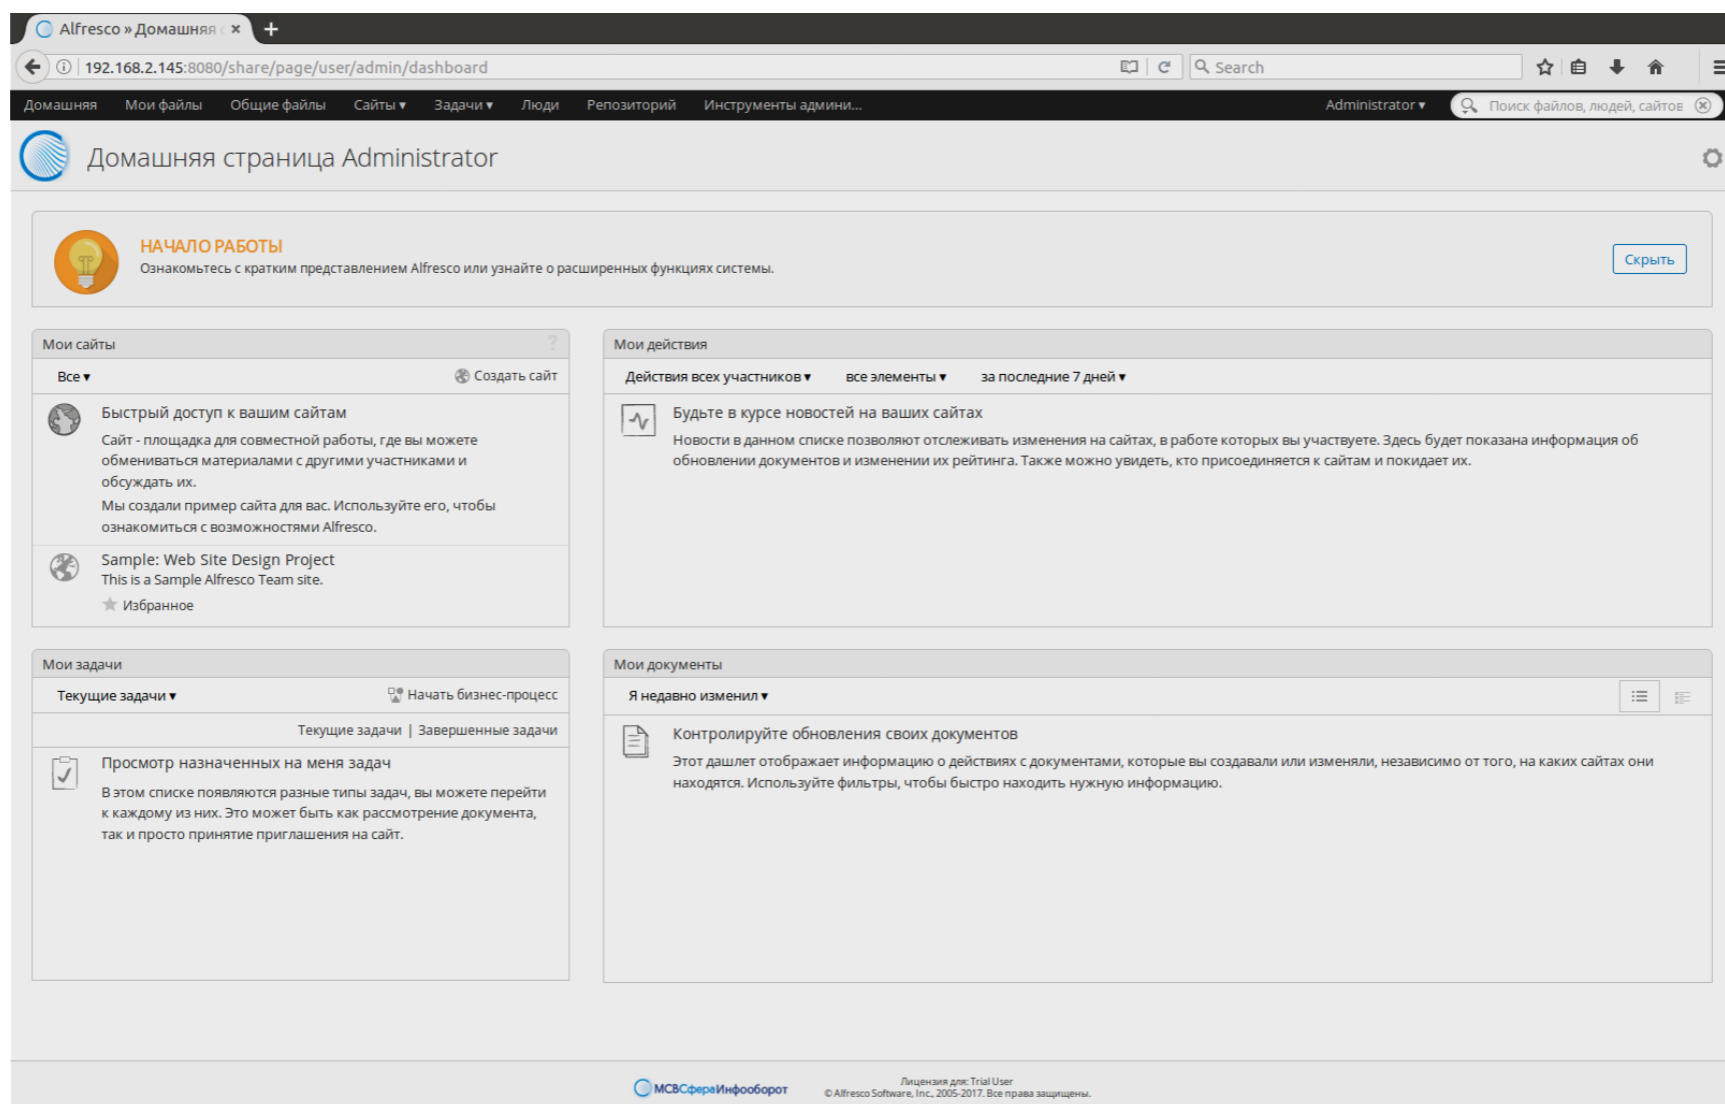 Alfresco » Домашняя
192.168.2.145:8080/share/page/user/admin/dashboard
Search
Домашняя Мои файлы Общие файлы Сайты ▾ Задачи ▾ Люди Репозиторий Инструменты админи... Administrator ▾ Поиск файлов, людей, сайтов
Домашняя страница Administrator
НАЧАЛО РАБОТЫ
Ознакомьтесь с кратким представлением Alfresco или узнайте о расширенных функциях системы.
Скрыть
Мои сайты ?
Все ▾ Создать сайт
Быстрый доступ к вашим сайтам
Сайт - площадка для совместной работы, где вы можете
обмениваться материалами с другими участниками и
обсуждать их.
Мы создали пример сайта для вас. Используйте его, чтобы
ознакомиться с возможностями Alfresco.
Sample: Web Site Design Project
This is a Sample Alfresco Team site.
Избранное
Мои действия
Действия всех участников ▾ все элементы ▾ за последние 7 дней ▾
Будьте в курсе новостей на ваших сайтах
Новости в данном списке позволяют отслеживать изменения на сайтах, в работе которых вы участвуете. Здесь будет показана информация об
обновлении документов и изменении их рейтинга. Также можно увидеть, кто присоединяется к сайтам и покидает их.
Мои задачи
Текущие задачи ▾ Начать бизнес-процесс
Текущие задачи | Завершенные задачи
Просмотр назначенных на меня задач
В этом списке появляются разные типы задач, вы можете перейти
к каждому из них. Это может быть как рассмотрение документа,
так и просто принятие приглашения на сайт.
Мои документы
Я недавно изменил ▾
Контролируйте обновления своих документов
Этот дашлет отображает информацию о действиях с документами, которые вы создавали или изменяли, независимо от того, на каких сайтах они
находятся. Используйте фильтры, чтобы быстро находить нужную информацию.
МСВСфераИнфооборот
Лицензия для: Trial User
© Alfresco Software, Inc., 2005-2017. Все права защищены.